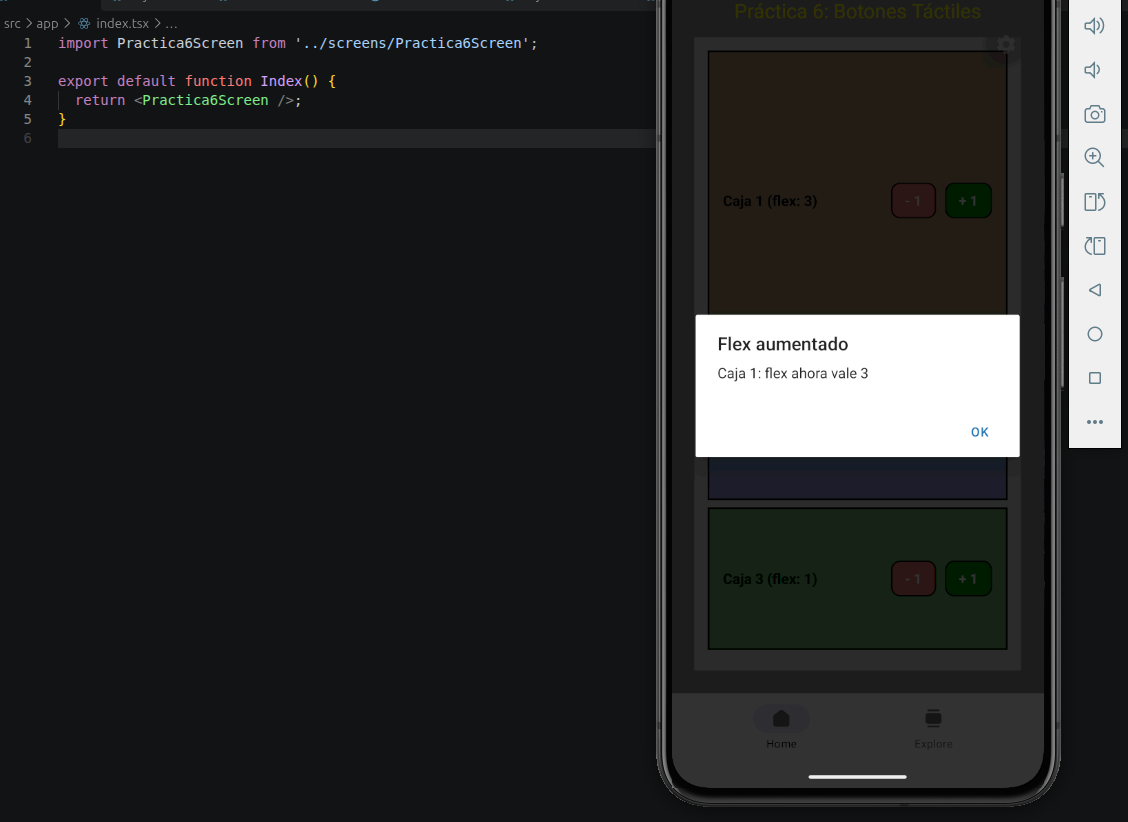 src > app > index.tsx > ...
1 import Practica6Screen from '../screens/Practica6Screen';
2
3 export default function Index() {
4 return <Practica6Screen />;
5 }
6
Práctica 6: Botones Táctiles
Caja 1 (flex: 3) - 1 + 1
Flex aumentado
Caja 1: flex ahora vale 3
OK
Caja 3 (flex: 1) - 1 + 1
Home Explore